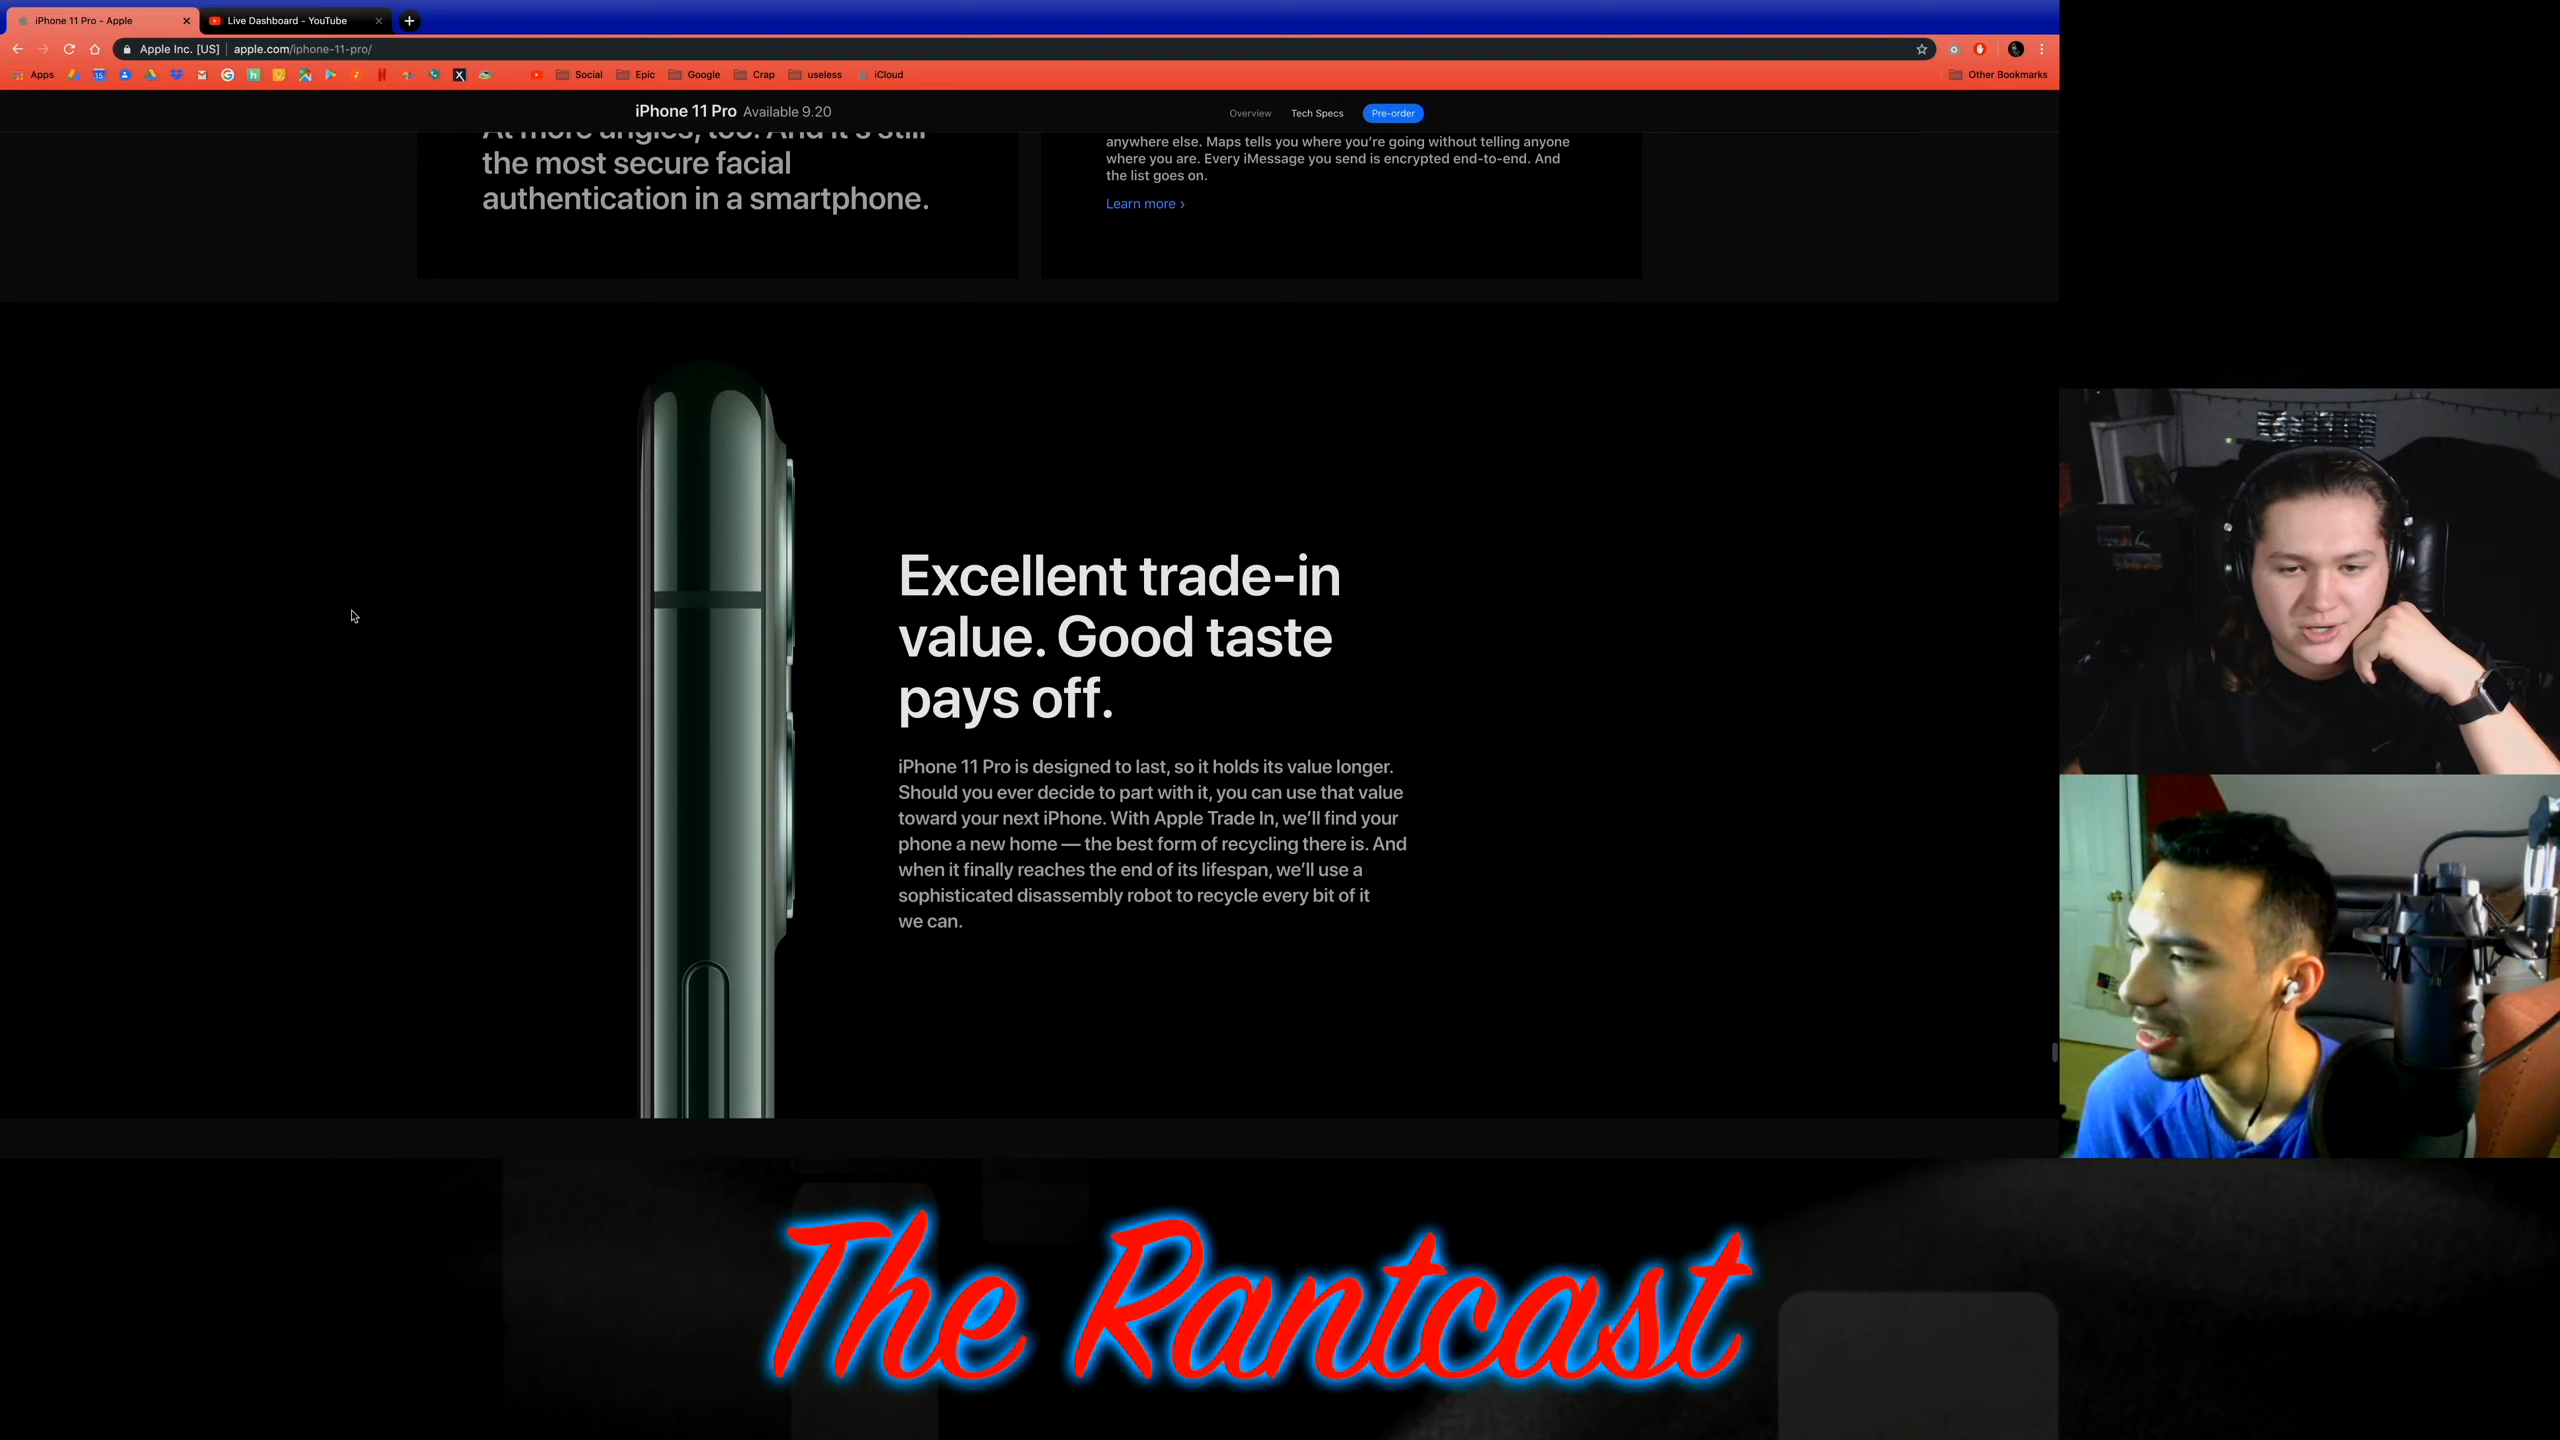 iPhone 11 Pro - Apple
Live Dashboard - YouTube
Apple Inc. [US] | apple.com/iphone-11-pro/
Apps
Social
Epic
Google
Crap
useless
iCloud
Other Bookmarks
iPhone 11 Pro Available 9.20
Overview
Tech Specs
Pre-order
At more angles, too. And it's still
the most secure facial
authentication in a smartphone.
anywhere else. Maps tells you where you're going without telling anyone
where you are. Every iMessage you send is encrypted end-to-end. And
the list goes on.
Learn more ›
Excellent trade-in
value. Good taste
pays off.
iPhone 11 Pro is designed to last, so it holds its value longer.
Should you ever decide to part with it, you can use that value
toward your next iPhone. With Apple Trade In, we'll find your
phone a new home — the best form of recycling there is. And
when it finally reaches the end of its lifespan, we'll use a
sophisticated disassembly robot to recycle every bit of it
we can.
The Rantcast